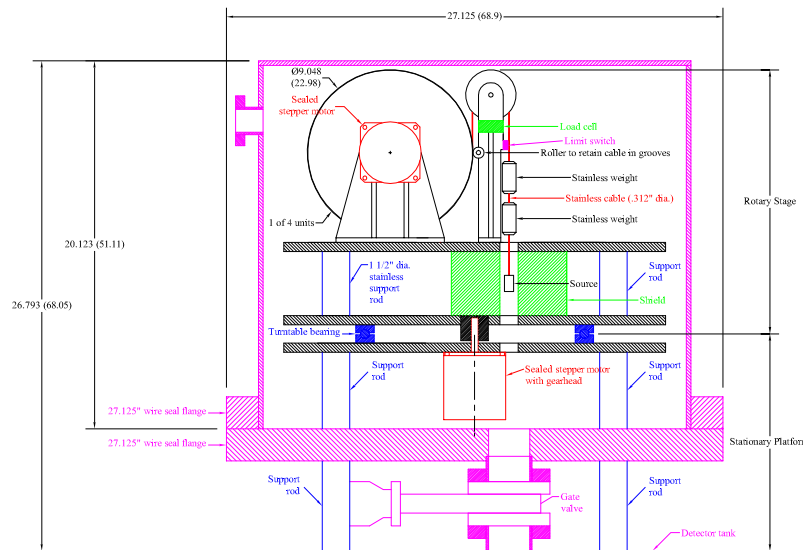 27.125 (68.9)
Ø9.048
(22.98)
Sealed
stepper motor
Load cell
Limit switch
Roller to retain cable in grooves
Stainless weight
Stainless cable (.312" dia.)
Rotary Stage
Stainless weight
1 of 4 units
20.123 (51.11)
1 1/2" dia.
stainless
support
rod
Support
rod
Source
Shield
26.793 (68.05)
Turntable bearing
Support
rod
Sealed stepper motor
with gearhead
Support
rod
27.125" wire seal flange
27.125" wire seal flange
Stationary Platform
Support
rod
Support
rod
Gate
valve
Detector tank